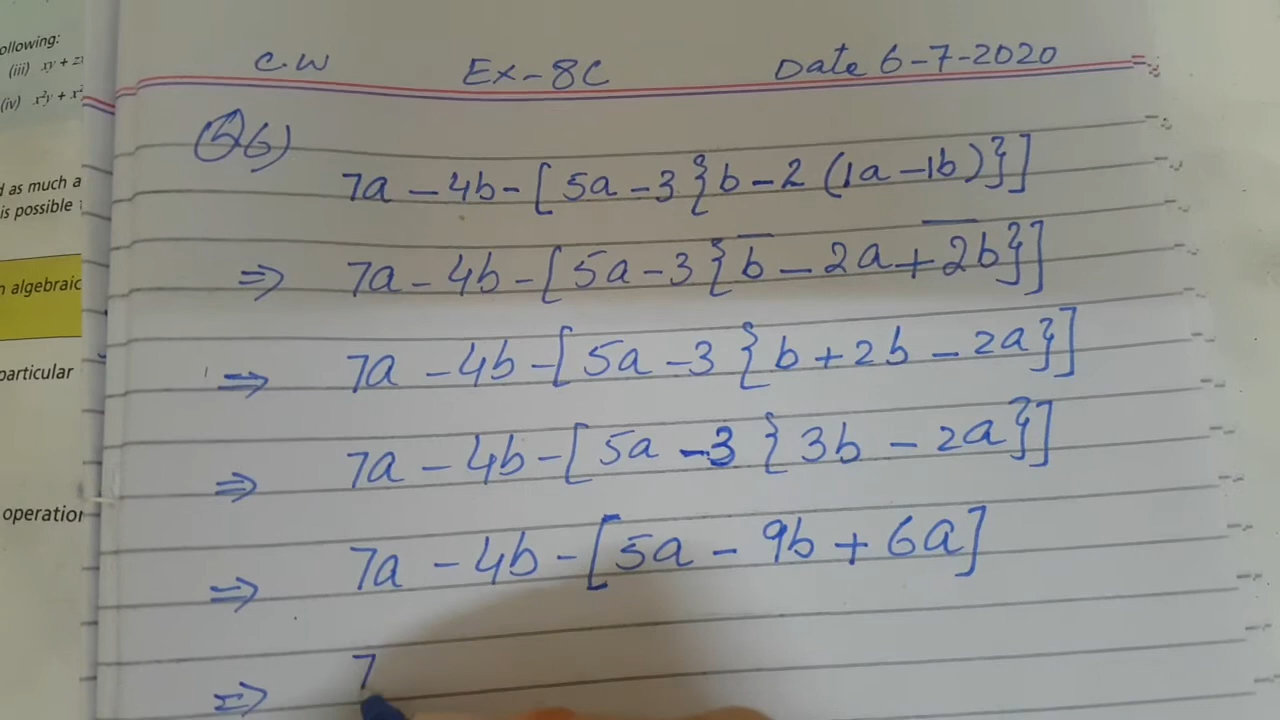 ollowing:
(iii) xy + z
(iv) x²y + x²
d as much a
is possible
n algebraic
particular
operation
C.W Ex-8C Date 6-7-2020
6)
7a - 4b - [5a - 3{b - 2(1a - 1b)}]
⇒ 7a - 4b - [5a - 3{b - 2a + 2b}]
⇒ 7a - 4b - [5a - 3{b + 2b - 2a}]
⇒ 7a - 4b - [5a - 3{3b - 2a}]
⇒ 7a - 4b - [5a - 9b + 6a]
⇒ 7